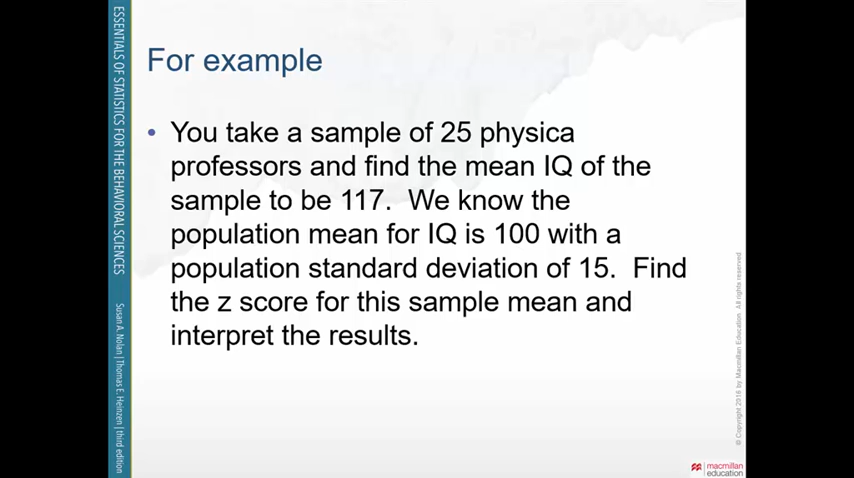 For example
• You take a sample of 25 physica
professors and find the mean IQ of the
sample to be 117. We know the
population mean for IQ is 100 with a
population standard deviation of 15. Find
the z score for this sample mean and
interpret the results.
ESSENTIALS OF STATISTICS FOR THE BEHAVIORAL SCIENCES
Susan A. Nolan | Thomas E. Heinzen | third edition
© Copyright 2016 by Macmillan Education. All rights reserved
macmillan
education